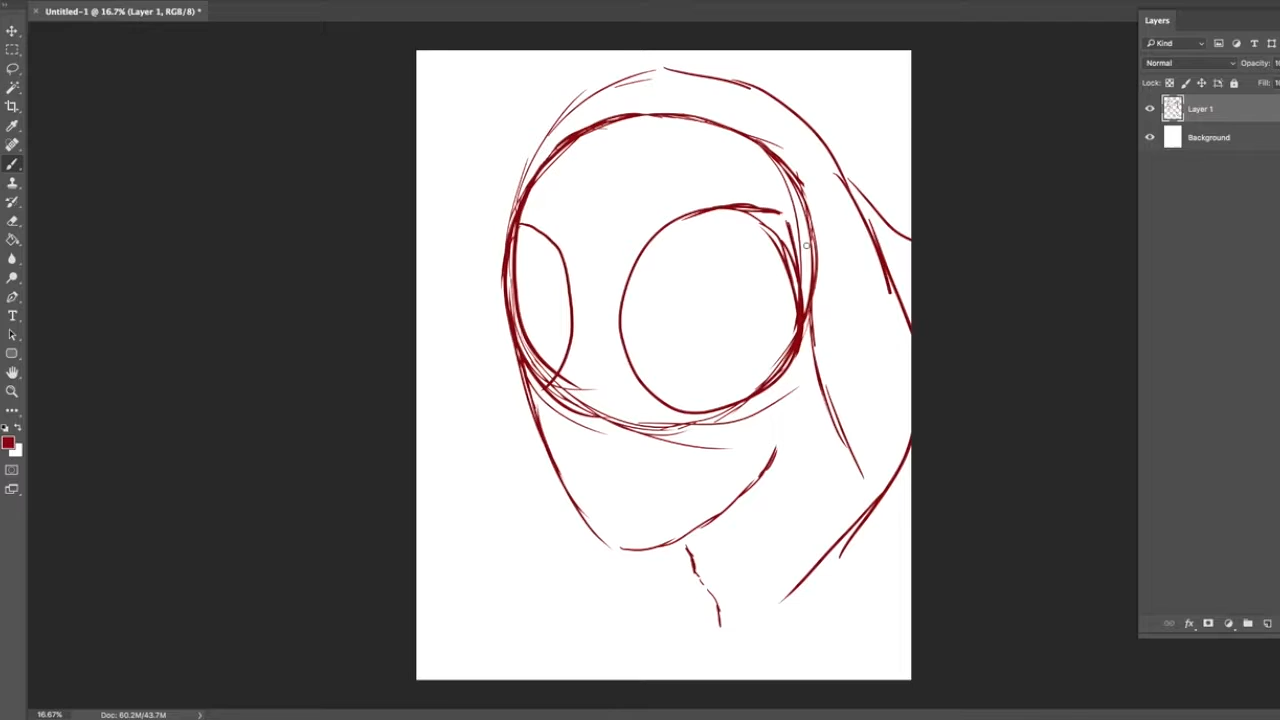 Untitled-1 @ 16.7% (Layer 1, RGB/8) *
Layers
Kind
Normal
Opacity:
Lock:
Fill:
Layer 1
Background
16.67%
Doc: 60.2M/43.7M